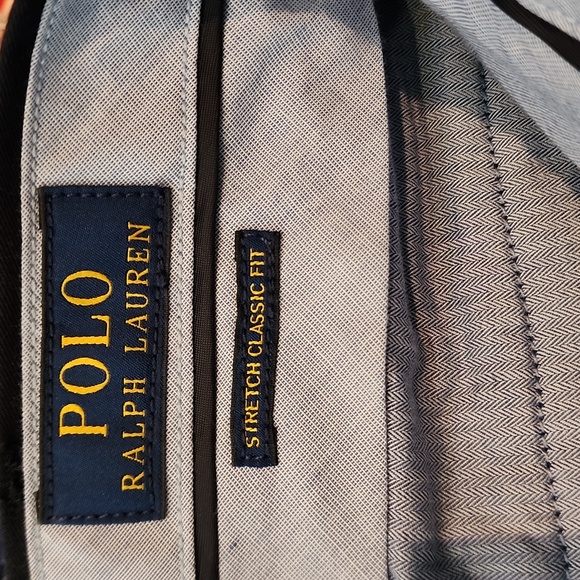 POLO
RALPH LAUREN
STRETCH CLASSIC FIT